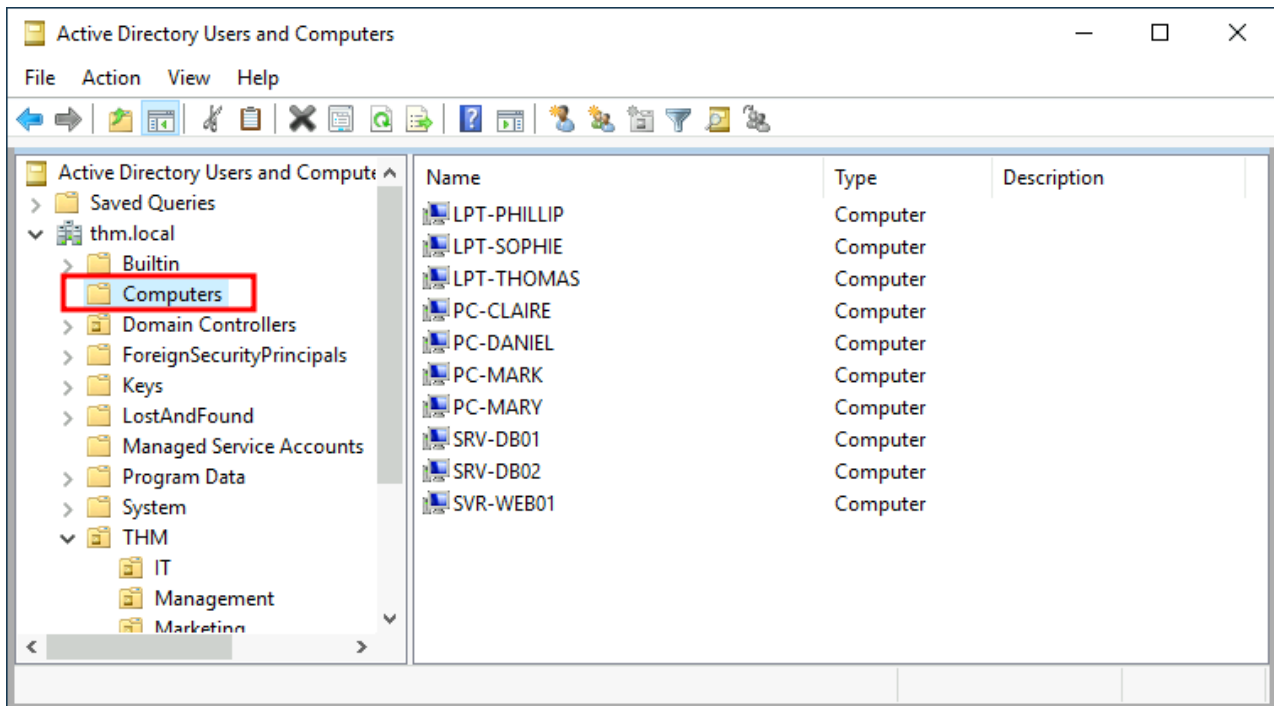 Active Directory Users and Computers
File Action View Help
Active Directory Users and Compute
Saved Queries
thm.local
Builtin
Computers
Domain Controllers
ForeignSecurityPrincipals
Keys
LostAndFound
Managed Service Accounts
Program Data
System
THM
IT
Management
Marketing
Name Type Description
LPT-PHILLIP Computer
LPT-SOPHIE Computer
LPT-THOMAS Computer
PC-CLAIRE Computer
PC-DANIEL Computer
PC-MARK Computer
PC-MARY Computer
SRV-DB01 Computer
SRV-DB02 Computer
SVR-WEB01 Computer